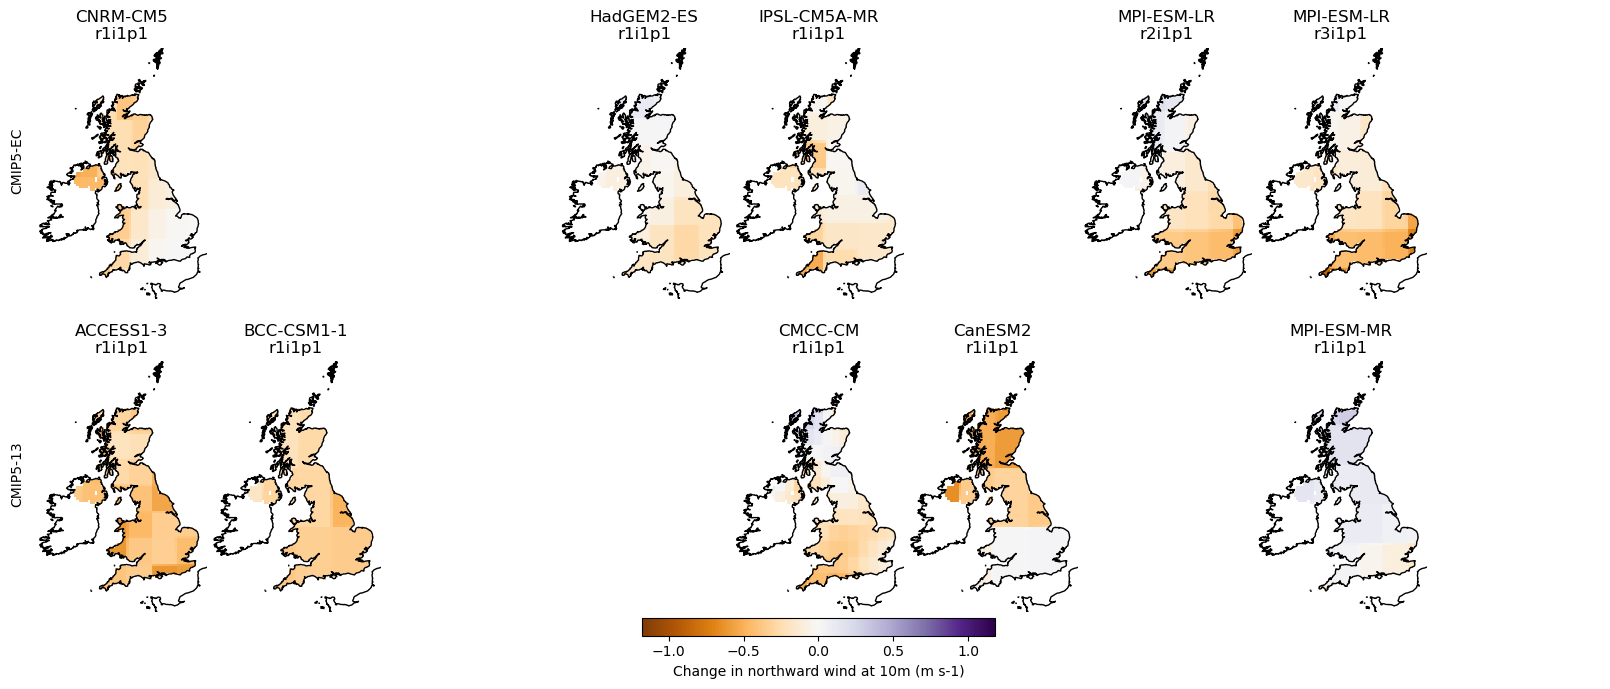 CNRM-CM5
r1i1p1
HadGEM2-ES
r1i1p1
IPSL-CM5A-MR
r1i1p1
MPI-ESM-LR
r2i1p1
MPI-ESM-LR
r3i1p1
CMIP5-EC
ACCESS1-3
r1i1p1
BCC-CSM1-1
r1i1p1
CMCC-CM
r1i1p1
CanESM2
r1i1p1
MPI-ESM-MR
r1i1p1
CMIP5-13
−1.0 −0.5 0.0 0.5 1.0
Change in northward wind at 10m (m s-1)